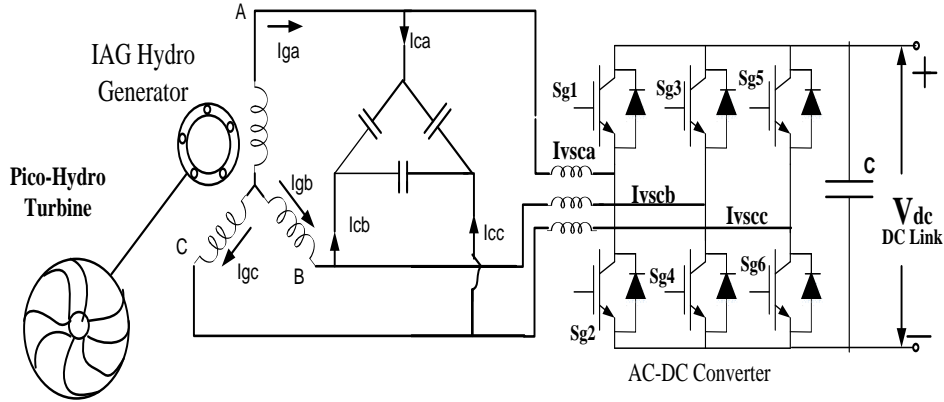 A
Iga
Ica
IAG Hydro
Generator
Sg1
Sg3
Sg5
+
Pico-Hydro
Turbine
Ivsca
C
Igb
Ivscb
Icb
Icc
Ivscc
Vdc
DC Link
C
Igc
B
Sg2
Sg4
Sg6
AC-DC Converter